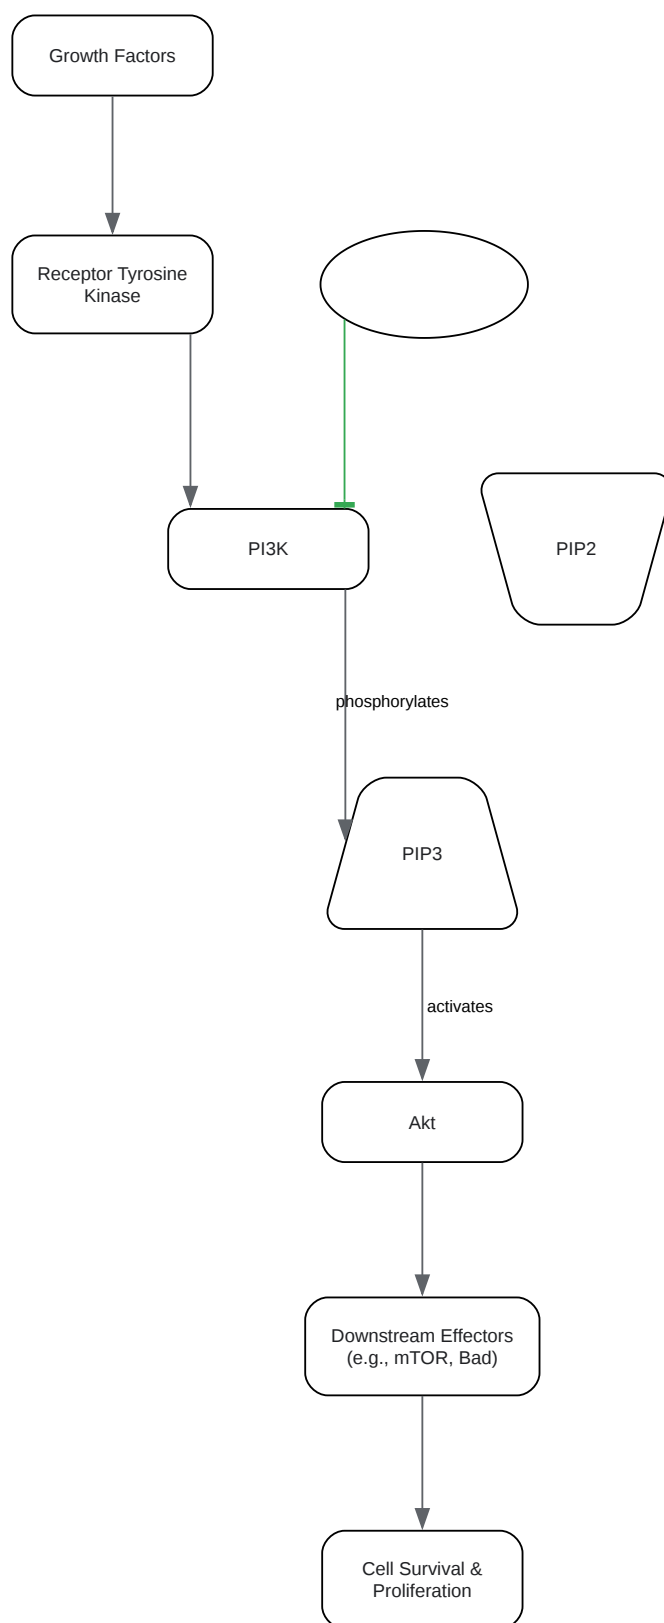 Growth Factors
Receptor Tyrosine
Kinase
PI3K
PIP2
phosphorylates
PIP3
activates
Akt
Downstream Effectors
(e.g., mTOR, Bad)
Cell Survival &
Proliferation